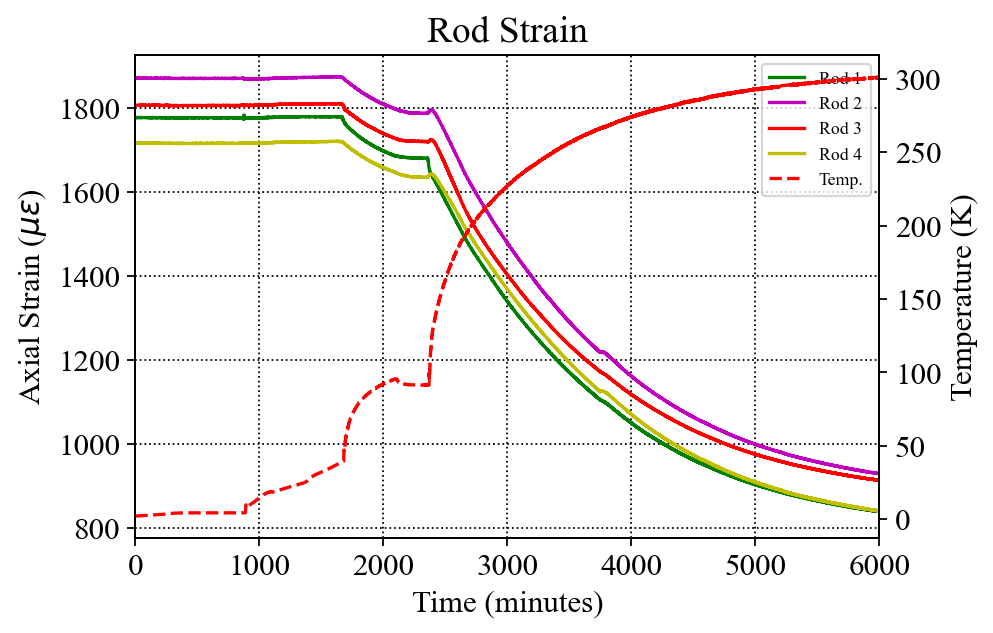 Rod Strain
Axial Strain (με)
1800
1600
1400
1200
1000
800
Rod 1
Rod 2
Rod 3
Rod 4
Temp.
300
250
200
150
100
50
0
Temperature (K)
0 1000 2000 3000 4000 5000 6000
Time (minutes)